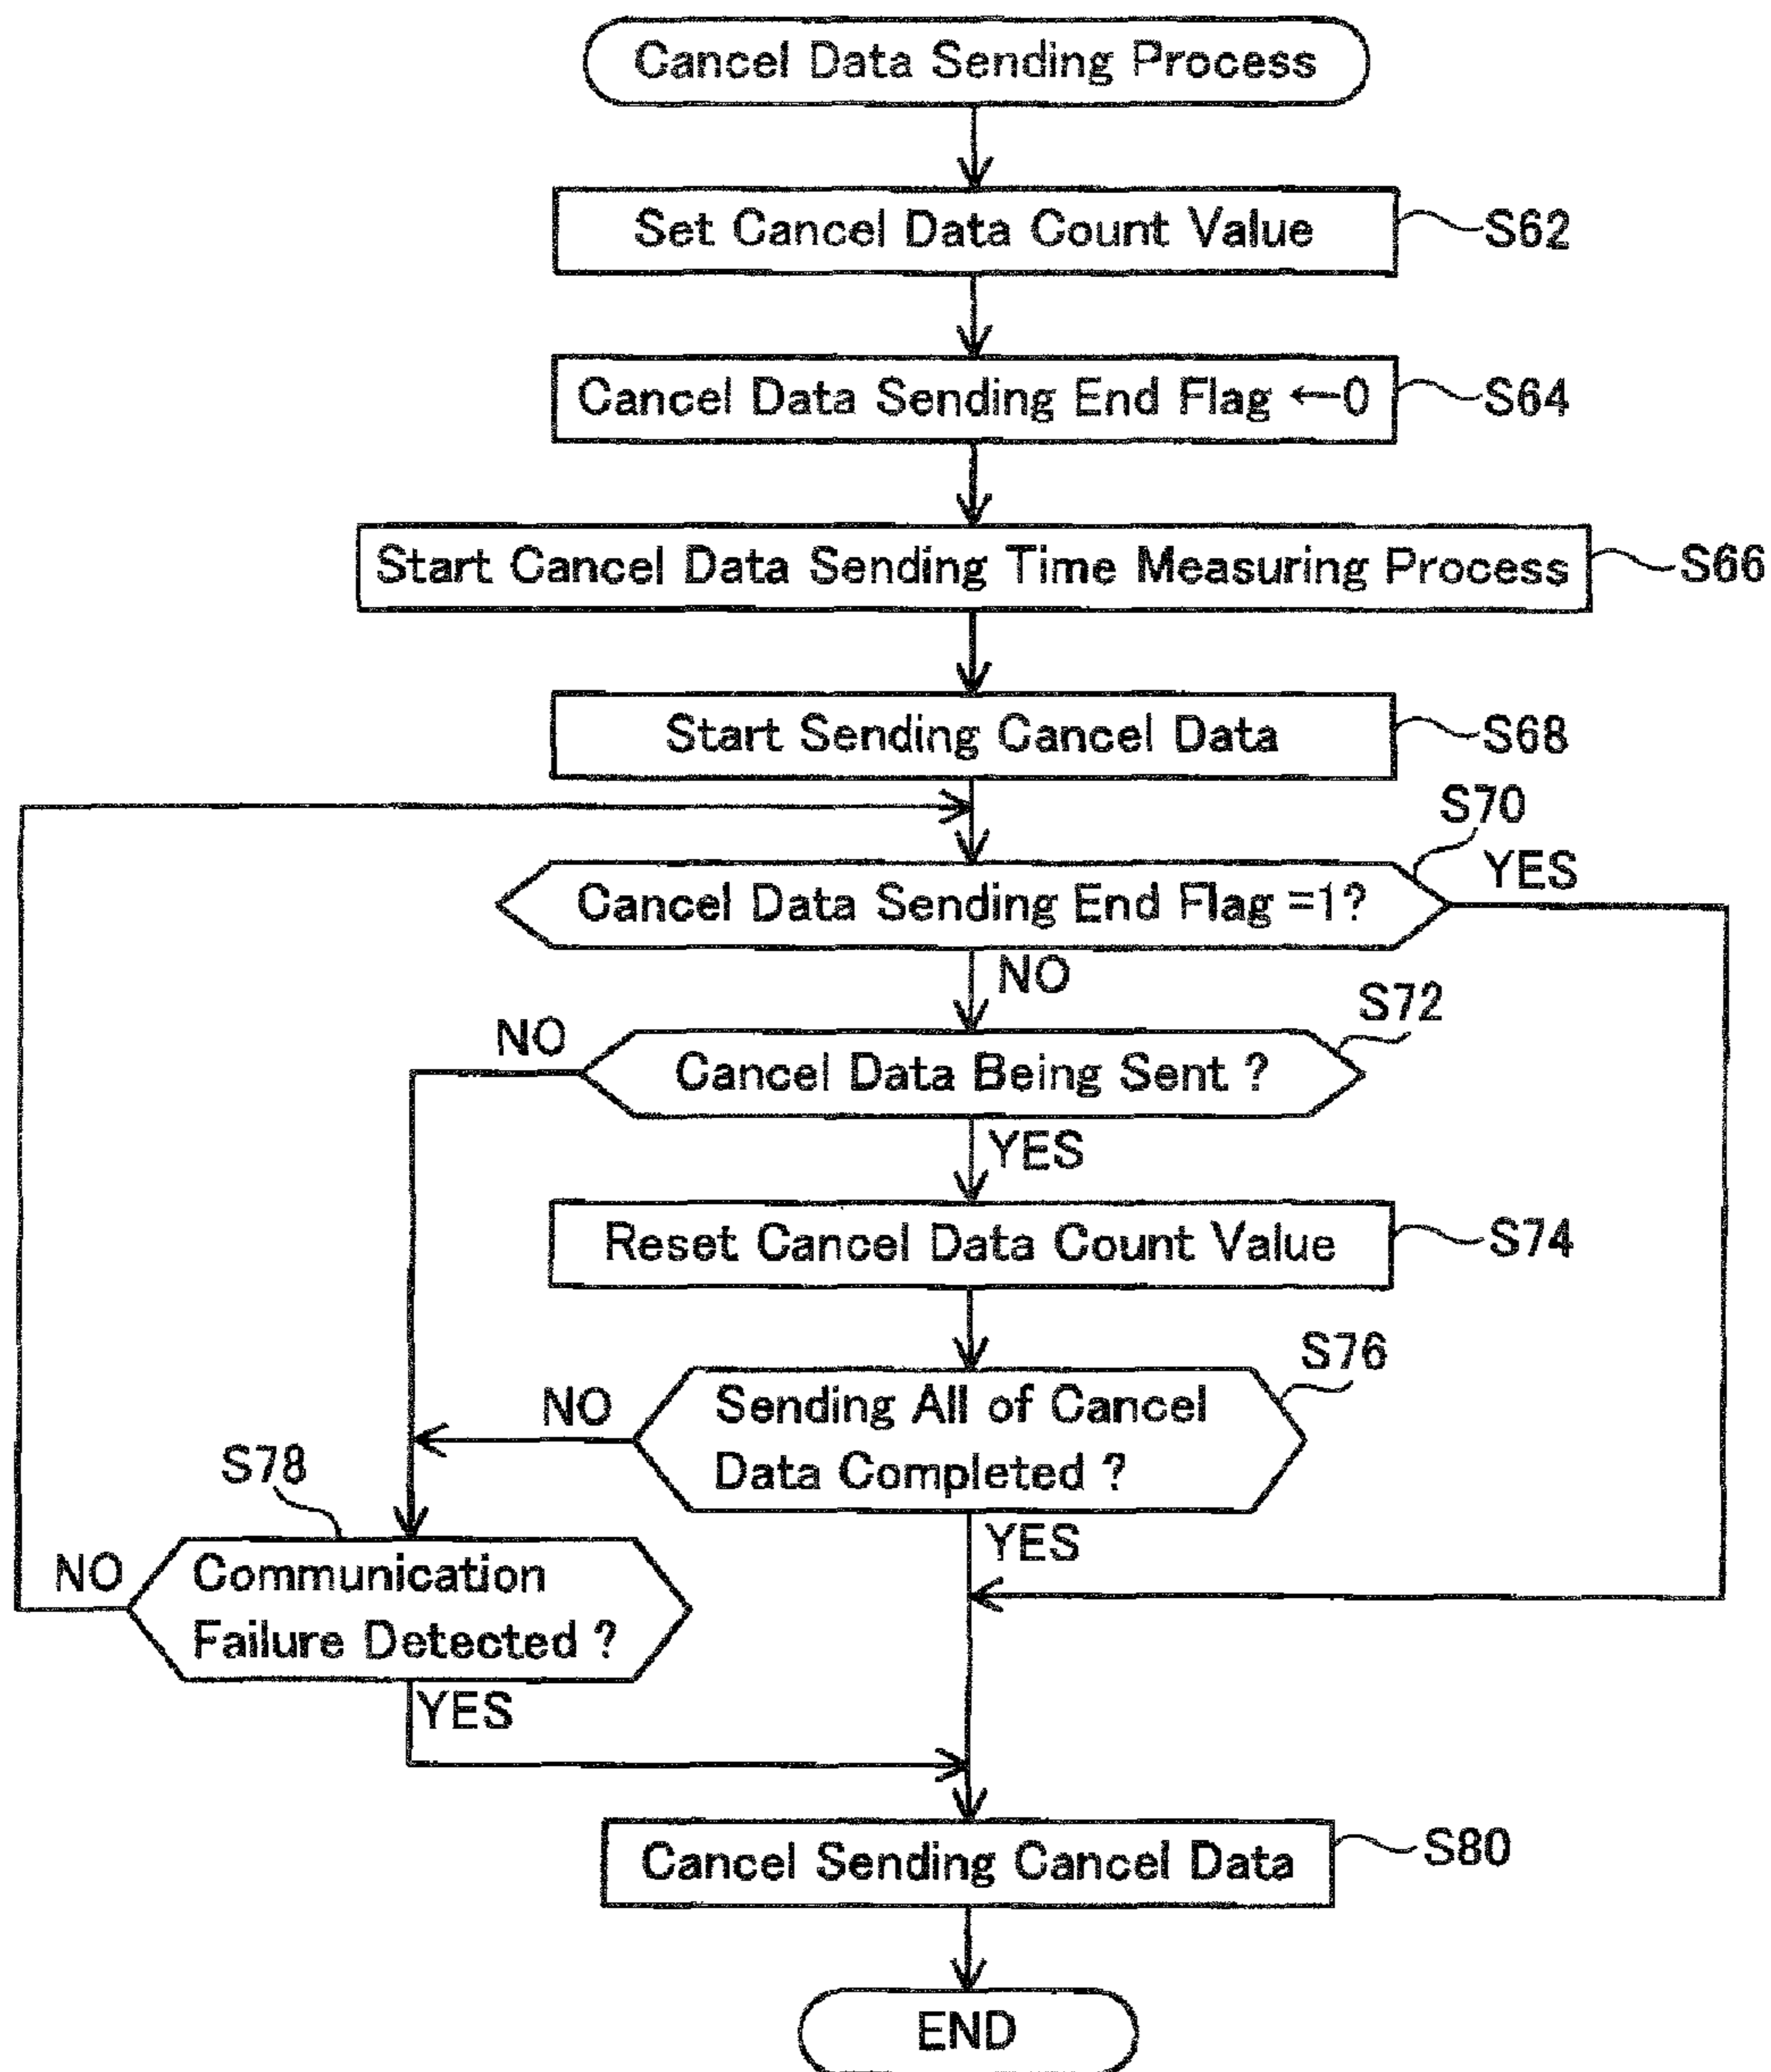 Cancel Data Sending Process
Set Cancel Data Count Value
S62
Cancel Data Sending End Flag ←0
S64
Start Cancel Data Sending Time Measuring Process
S66
Start Sending Cancel Data
S68
S70
Cancel Data Sending End Flag =1?
YES
NO
S72
NO
Cancel Data Being Sent ?
YES
Reset Cancel Data Count Value
S74
S76
NO
Sending All of Cancel
Data Completed ?
YES
S78
NO
Communication
Failure Detected ?
YES
Cancel Sending Cancel Data
S80
END